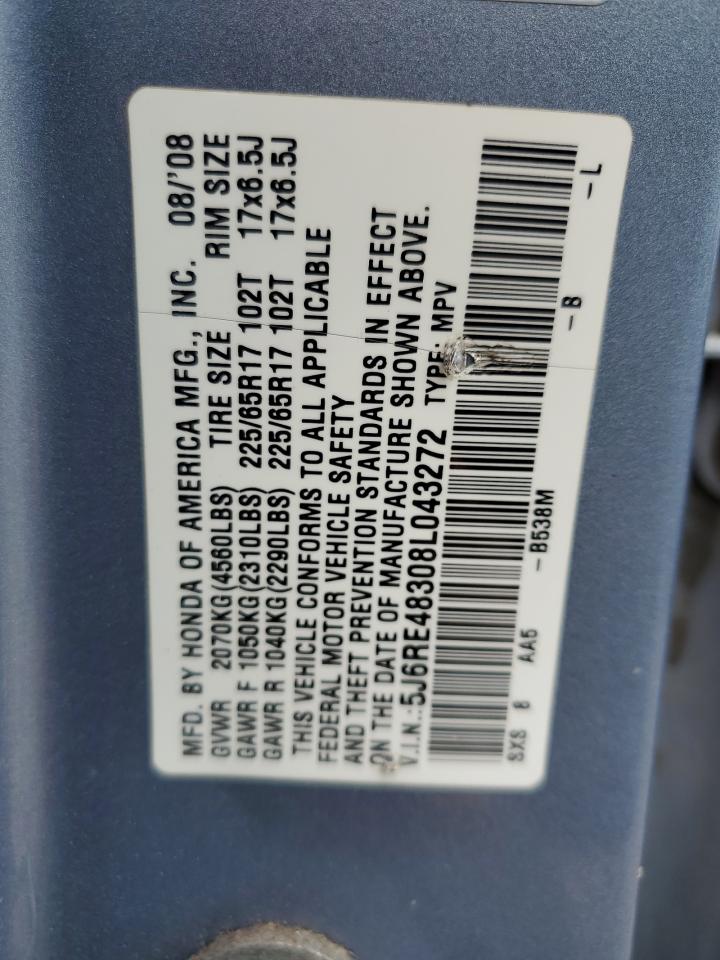 MFD. BY HONDA OF AMERICA MFG., INC. 08/'08
GVWR 2070KG(4560LBS) TIRE SIZE RIM SIZE
GAWR F 1050KG(2310LBS) 225/65R17 102T 17x6.5J
GAWR R 1040KG(2290LBS) 225/65R17 102T 17x6.5J
THIS VEHICLE CONFORMS TO ALL APPLICABLE
FEDERAL MOTOR VEHICLE SAFETY
AND THEFT PREVENTION STANDARDS IN EFFECT
ON THE DATE OF MANUFACTURE SHOWN ABOVE.
V.I.N.:5J6RE48308L043272 TYPE: MPV
SXS 8 AA5 -B538M -B -L